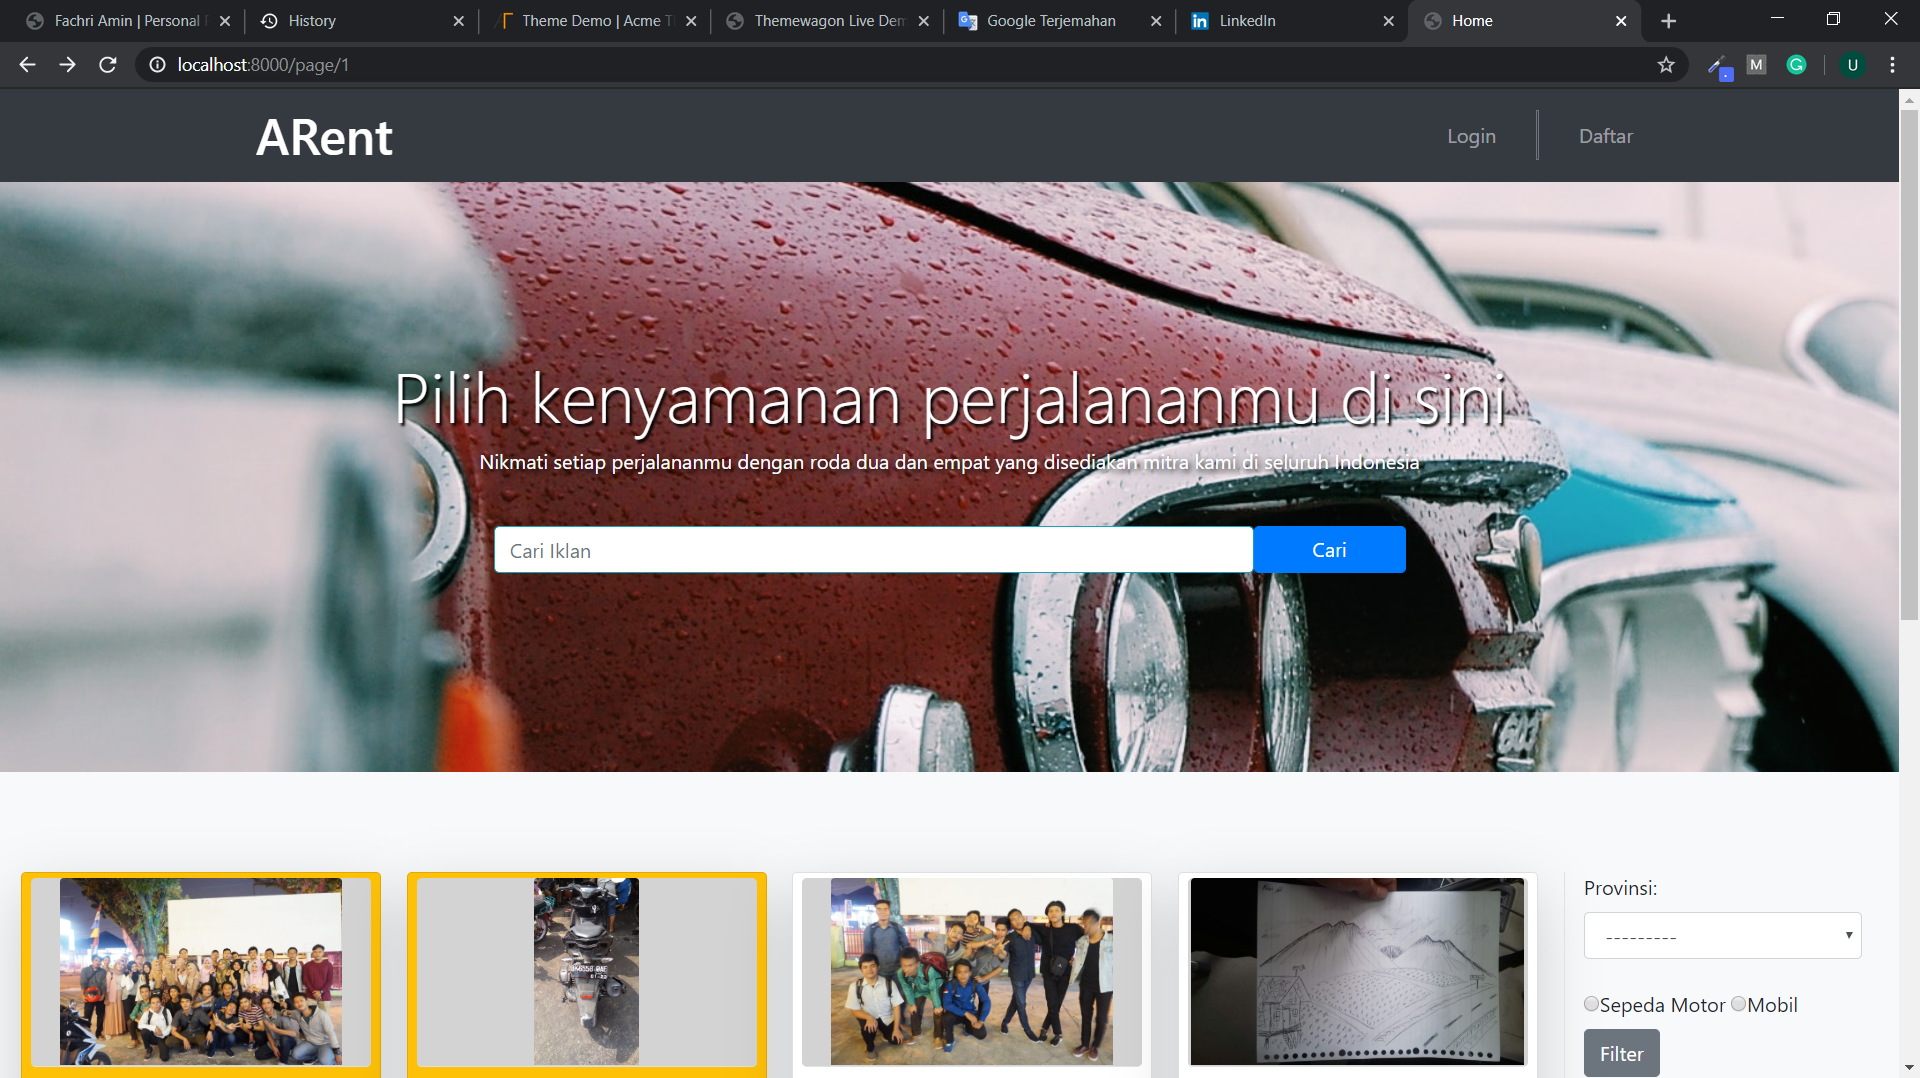 Fachri Amin | Personal
History
Theme Demo | Acme T
Themewagon Live Den
Google Terjemahan
LinkedIn
Home
localhost:8000/page/1
M
U
ARent
Login
Daftar
Pilih kenyamanan perjalananmu di sini
Nikmati setiap perjalananmu dengan roda dua dan empat yang disediakan mitra kami di seluruh Indonesia
Cari Iklan
Cari
Provinsi:
---------
Sepeda Motor
Mobil
Filter